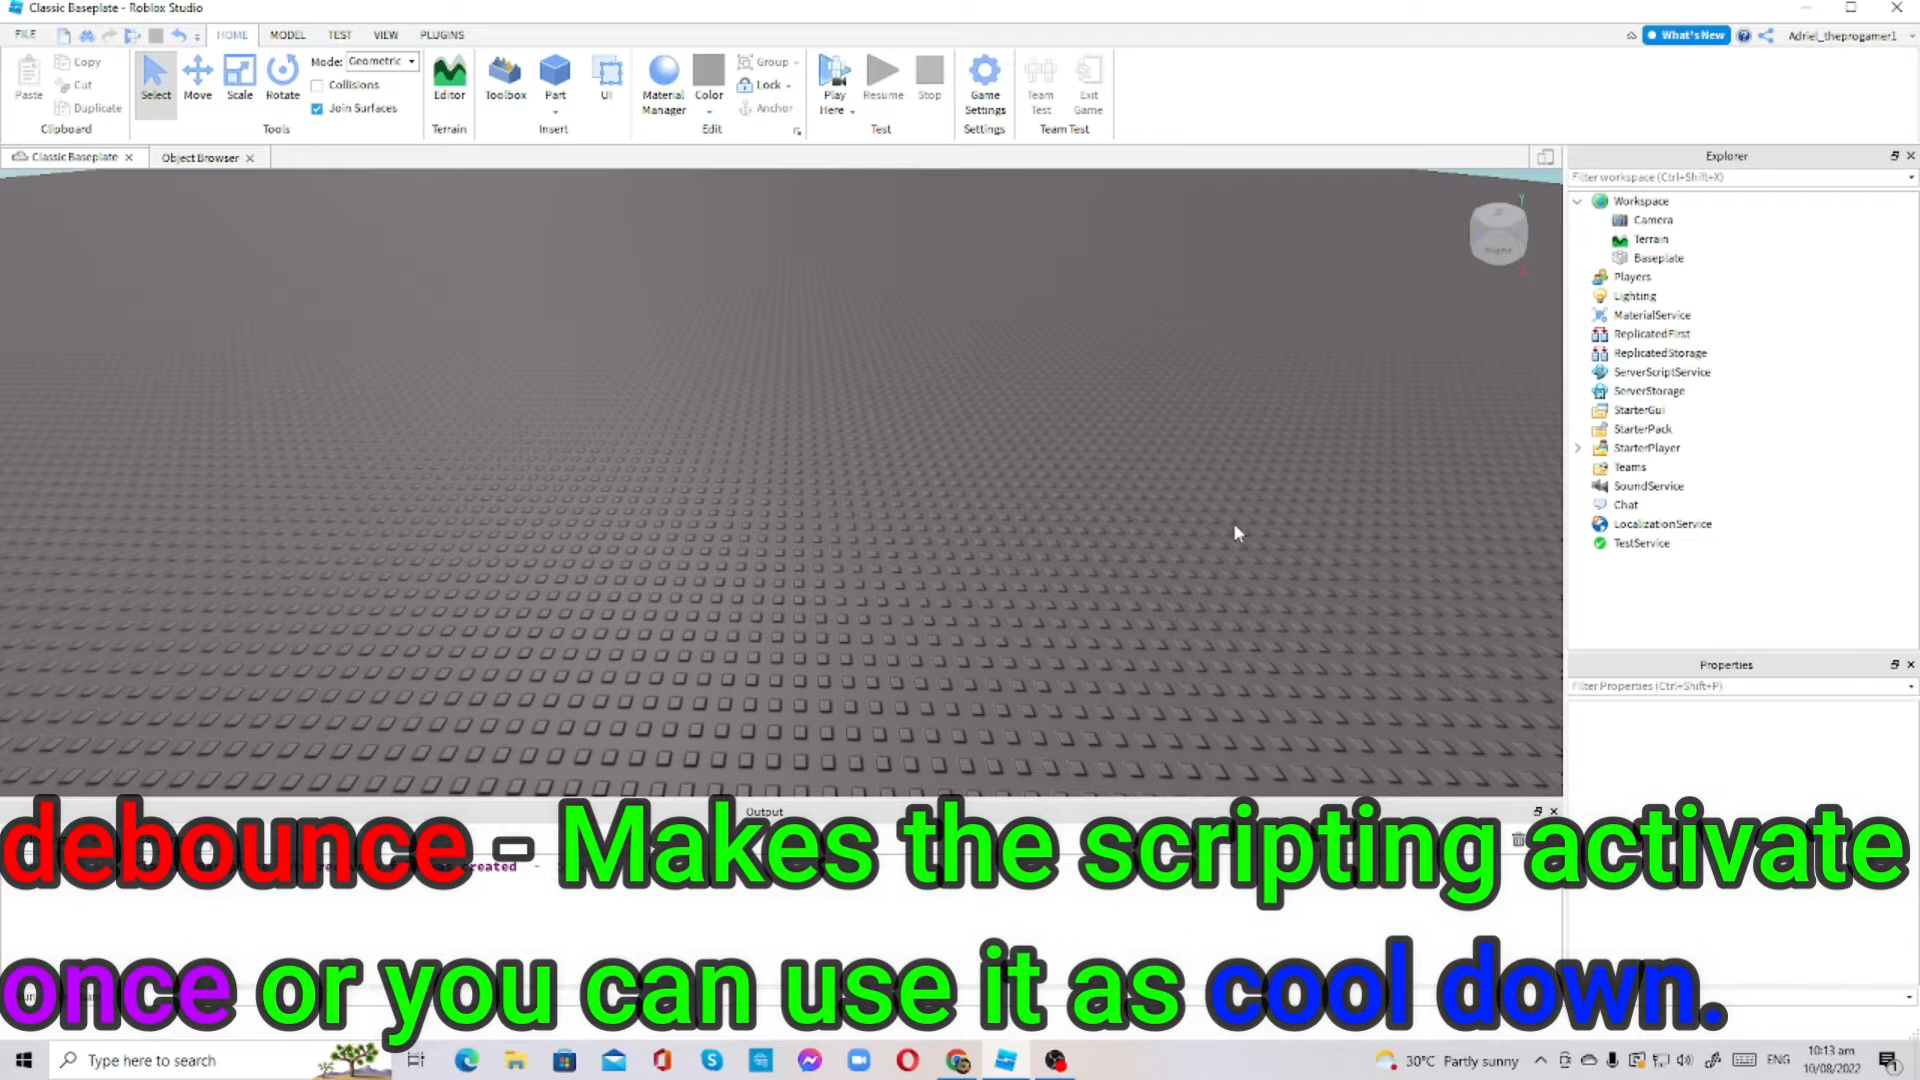 Classic Baseplate - Roblox Studio
FILE HOME MODEL TEST VIEW PLUGINS What's New Adriel_theprogamer1
Paste Copy Cut Duplicate Clipboard
Select Move Scale Rotate Mode: Geometric Collisions Join Surfaces Tools
Editor Terrain
Toolbox Part UI Insert
Material Manager Color Group Lock Anchor Edit
Play Here Resume Stop Test
Game Settings Settings
Team Test Exit Game Team Test
Classic Baseplate Object Browser
Explorer
Filter workspace (Ctrl+Shift+X)
Workspace
Camera
Terrain
Baseplate
Players
Lighting
MaterialService
ReplicatedFirst
ReplicatedStorage
ServerScriptService
ServerStorage
StarterGui
StarterPack
StarterPlayer
Teams
SoundService
Chat
LocalizationService
TestService
Properties
Filter Properties (Ctrl+Shift+P)
Output
debounce - Makes the scripting activate
once or you can use it as cool down.
Type here to search
30°C Partly sunny
ENG
10:13 am
10/08/2022